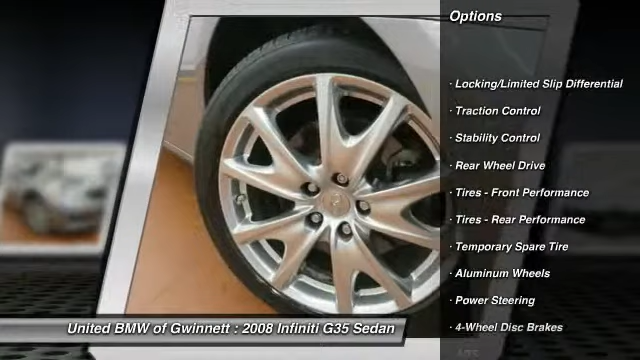 Options
· Locking/Limited Slip Differential
· Traction Control
· Stability Control
· Rear Wheel Drive
· Tires - Front Performance
· Tires - Rear Performance
· Temporary Spare Tire
· Aluminum Wheels
· Power Steering
· 4-Wheel Disc Brakes
United BMW of Gwinnett : 2008 Infiniti G35 Sedan